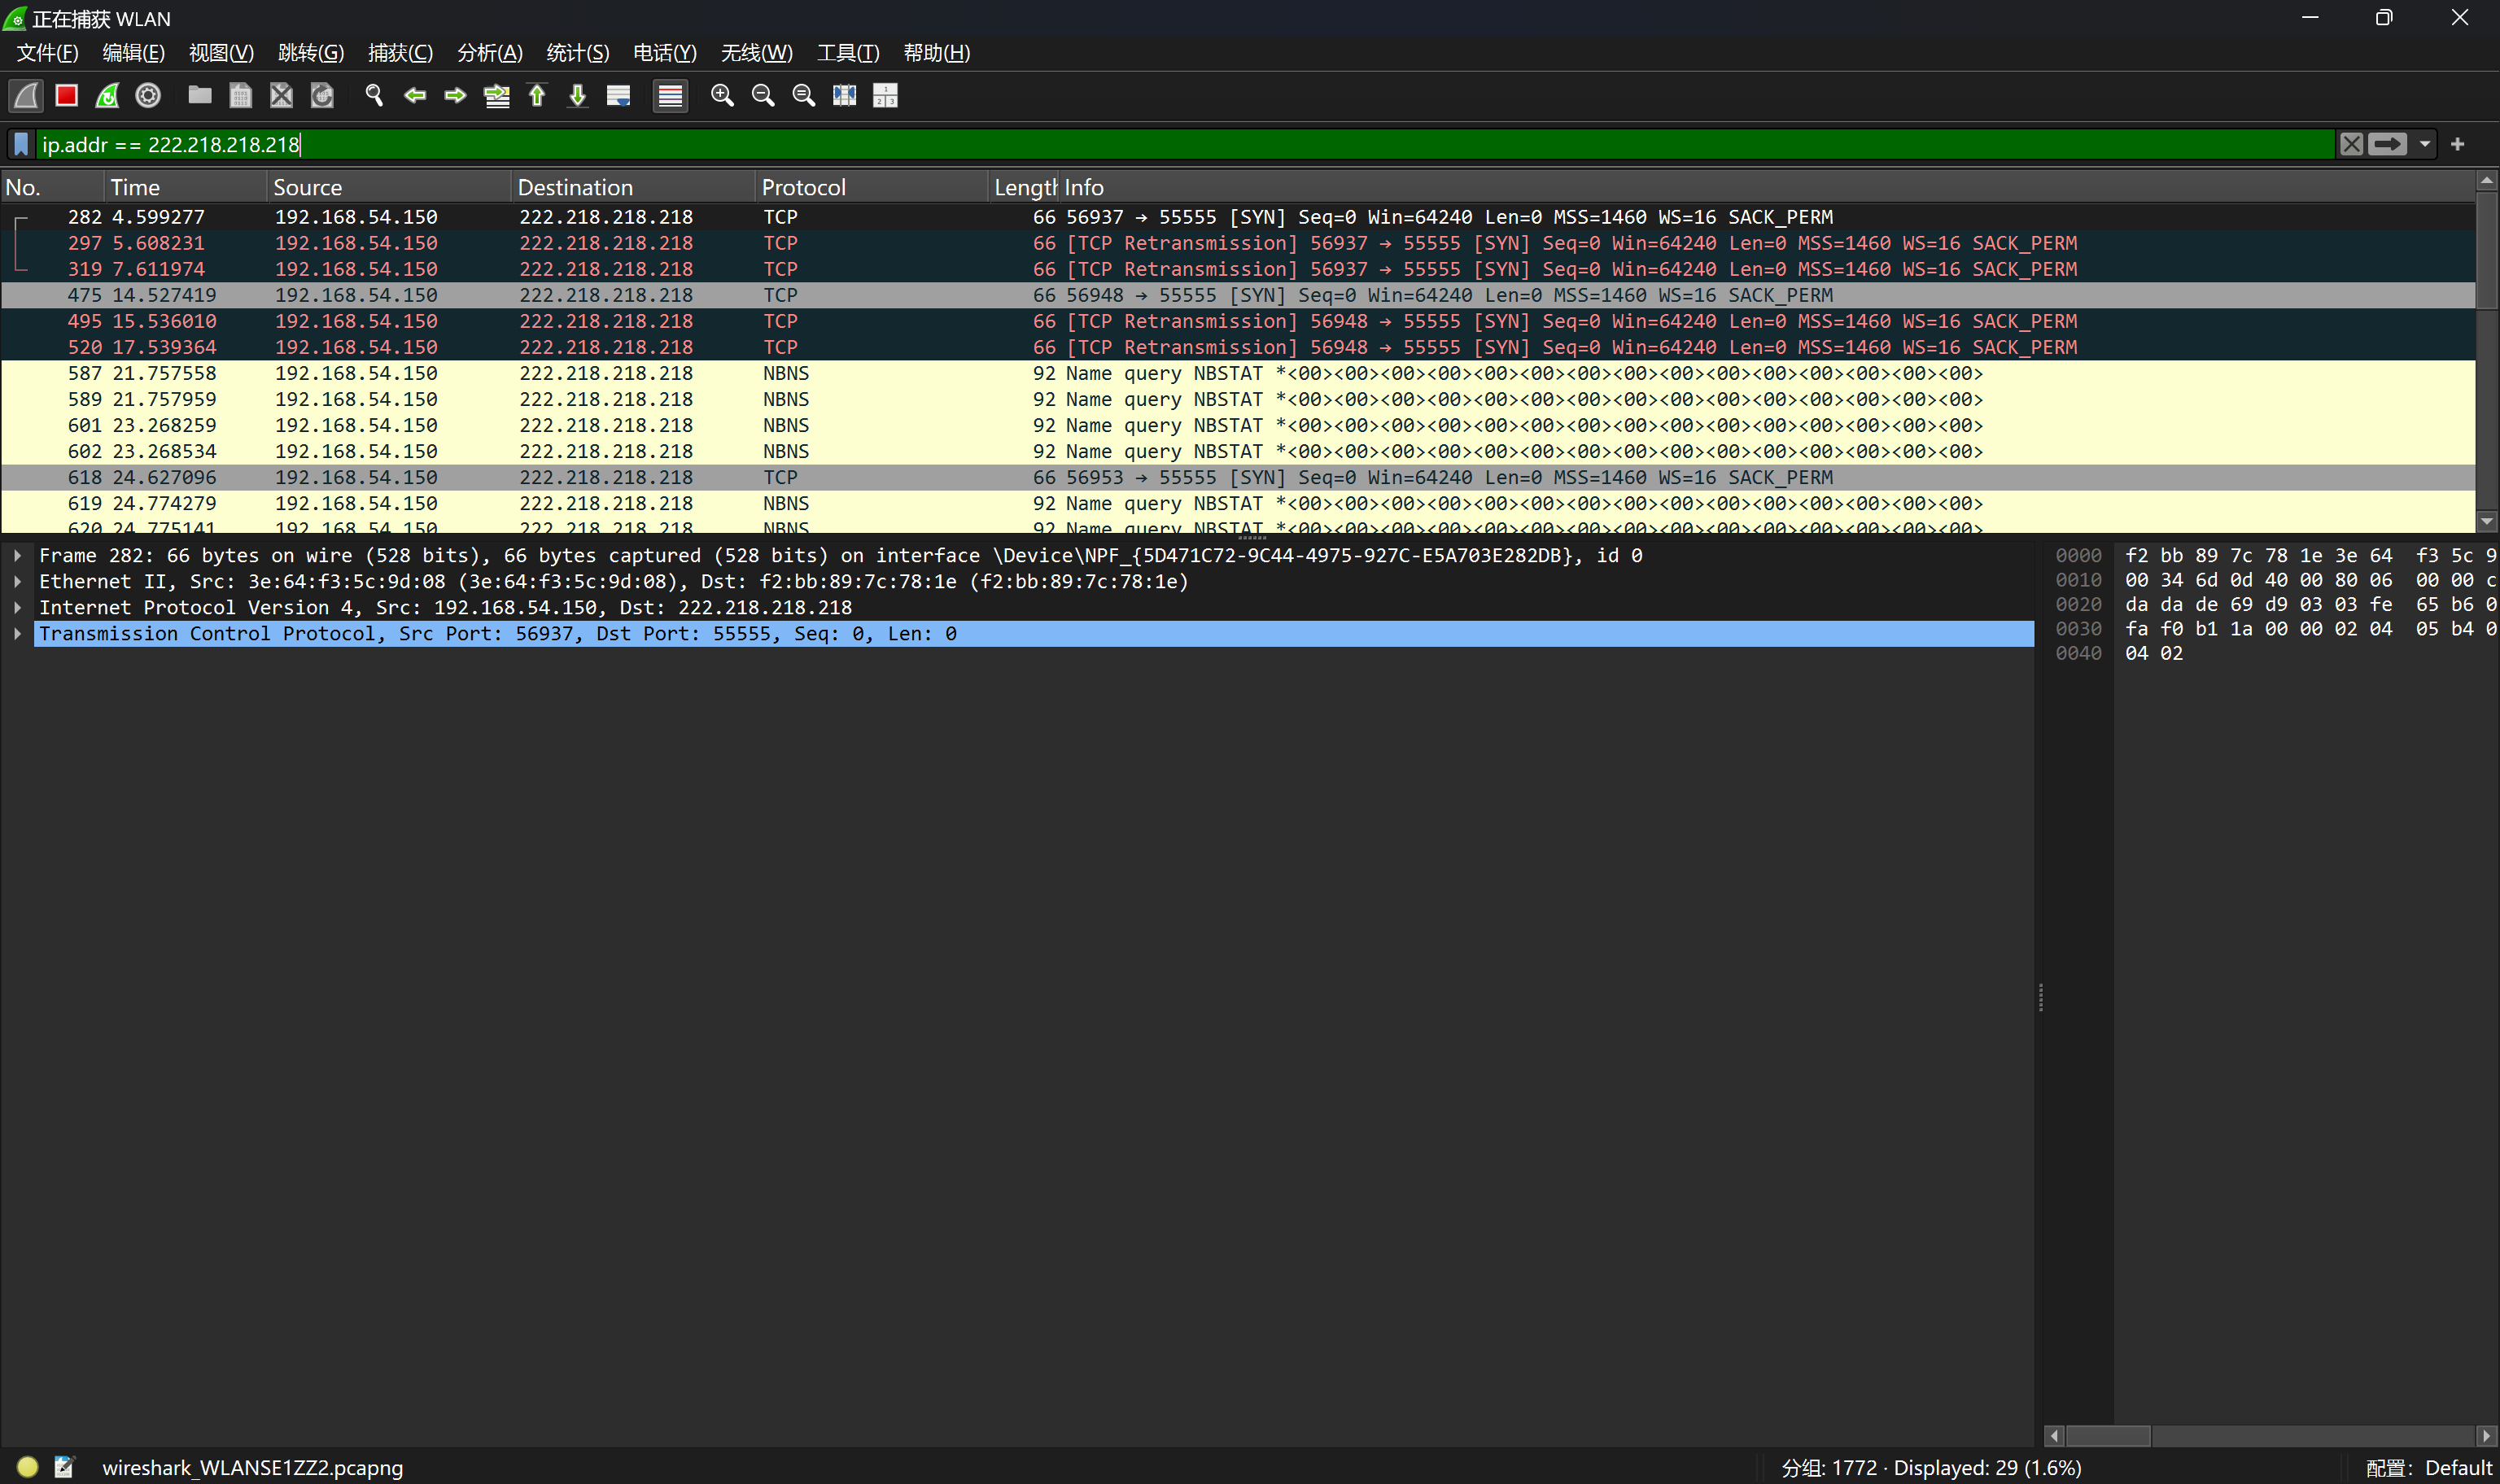 正在捕获 WLAN
文件(F) 编辑(E) 视图(V) 跳转(G) 捕获(C) 分析(A) 统计(S) 电话(Y) 无线(W) 工具(T) 帮助(H)
ip.addr == 222.218.218.218
No. Time Source Destination Protocol Length Info
282 4.599277 192.168.54.150 222.218.218.218 TCP 66 56937 → 55555 [SYN] Seq=0 Win=64240 Len=0 MSS=1460 WS=16 SACK_PERM
297 5.608231 192.168.54.150 222.218.218.218 TCP 66 [TCP Retransmission] 56937 → 55555 [SYN] Seq=0 Win=64240 Len=0 MSS=1460 WS=16 SACK_PERM
319 7.611974 192.168.54.150 222.218.218.218 TCP 66 [TCP Retransmission] 56937 → 55555 [SYN] Seq=0 Win=64240 Len=0 MSS=1460 WS=16 SACK_PERM
475 14.527419 192.168.54.150 222.218.218.218 TCP 66 56948 → 55555 [SYN] Seq=0 Win=64240 Len=0 MSS=1460 WS=16 SACK_PERM
495 15.536010 192.168.54.150 222.218.218.218 TCP 66 [TCP Retransmission] 56948 → 55555 [SYN] Seq=0 Win=64240 Len=0 MSS=1460 WS=16 SACK_PERM
520 17.539364 192.168.54.150 222.218.218.218 TCP 66 [TCP Retransmission] 56948 → 55555 [SYN] Seq=0 Win=64240 Len=0 MSS=1460 WS=16 SACK_PERM
587 21.757558 192.168.54.150 222.218.218.218 NBNS 92 Name query NBSTAT *<00><00><00><00><00><00><00><00><00><00><00><00><00><00><00>
589 21.757959 192.168.54.150 222.218.218.218 NBNS 92 Name query NBSTAT *<00><00><00><00><00><00><00><00><00><00><00><00><00><00><00>
601 23.268259 192.168.54.150 222.218.218.218 NBNS 92 Name query NBSTAT *<00><00><00><00><00><00><00><00><00><00><00><00><00><00><00>
602 23.268534 192.168.54.150 222.218.218.218 NBNS 92 Name query NBSTAT *<00><00><00><00><00><00><00><00><00><00><00><00><00><00><00>
618 24.627096 192.168.54.150 222.218.218.218 TCP 66 56953 → 55555 [SYN] Seq=0 Win=64240 Len=0 MSS=1460 WS=16 SACK_PERM
619 24.774279 192.168.54.150 222.218.218.218 NBNS 92 Name query NBSTAT *<00><00><00><00><00><00><00><00><00><00><00><00><00><00><00>
620 24.775141 192.168.54.150 222.218.218.218 NBNS 92 Name query NBSTAT *<00><00><00><00><00><00><00><00><00><00><00><00><00><00><00>
Frame 282: 66 bytes on wire (528 bits), 66 bytes captured (528 bits) on interface \Device\NPF_{5D471C72-9C44-4975-927C-E5A703E282DB}, id 0
Ethernet II, Src: 3e:64:f3:5c:9d:08 (3e:64:f3:5c:9d:08), Dst: f2:bb:89:7c:78:1e (f2:bb:89:7c:78:1e)
Internet Protocol Version 4, Src: 192.168.54.150, Dst: 222.218.218.218
Transmission Control Protocol, Src Port: 56937, Dst Port: 55555, Seq: 0, Len: 0
0000 f2 bb 89 7c 78 1e 3e 64 f3 5c 9
0010 00 34 6d 0d 40 00 80 06 00 00 c
0020 da da de 69 d9 03 03 fe 65 b6 0
0030 fa f0 b1 1a 00 00 02 04 05 b4 0
0040 04 02
wireshark_WLANSE1ZZ2.pcapng
分组: 1772 · Displayed: 29 (1.6%)
配置: Default